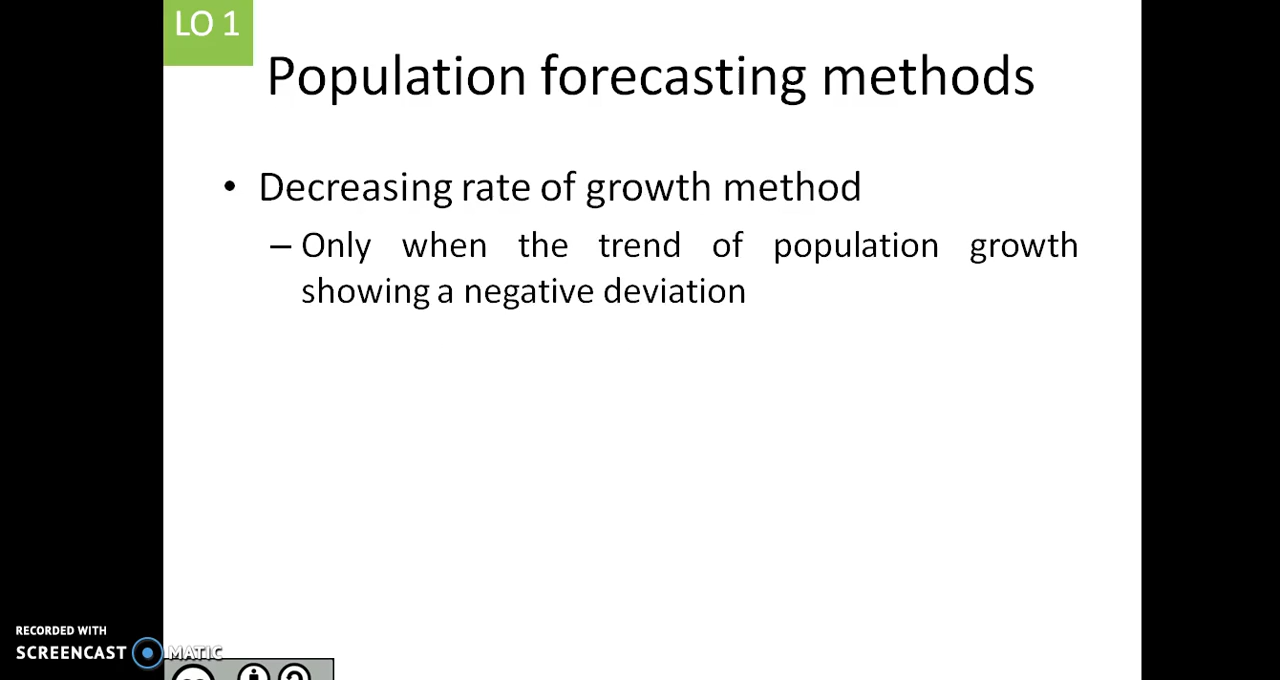 LO 1
Population forecasting methods
• Decreasing rate of growth method
– Only when the trend of population growth
showing a negative deviation
RECORDED WITH
SCREENCAST MATIC